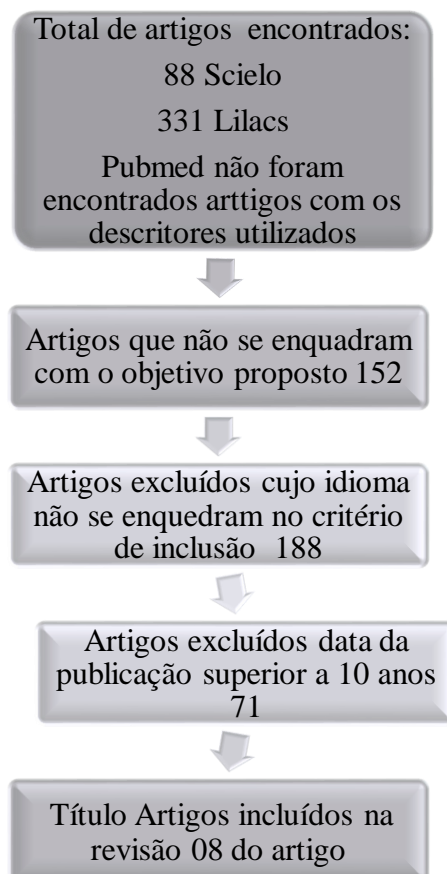 Total de artigos encontrados:
88 Scielo
331 Lilacs
Pubmed não foram
encontrados arttigos com os
descritores utilizados
Artigos que não se enquadram
com o objetivo proposto 152
Artigos excluídos cujo idioma
não se enquedram no critério
de inclusão 188
Artigos excluídos data da
publicação superior a 10 anos
71
Título Artigos incluídos na
revisão 08 do artigo